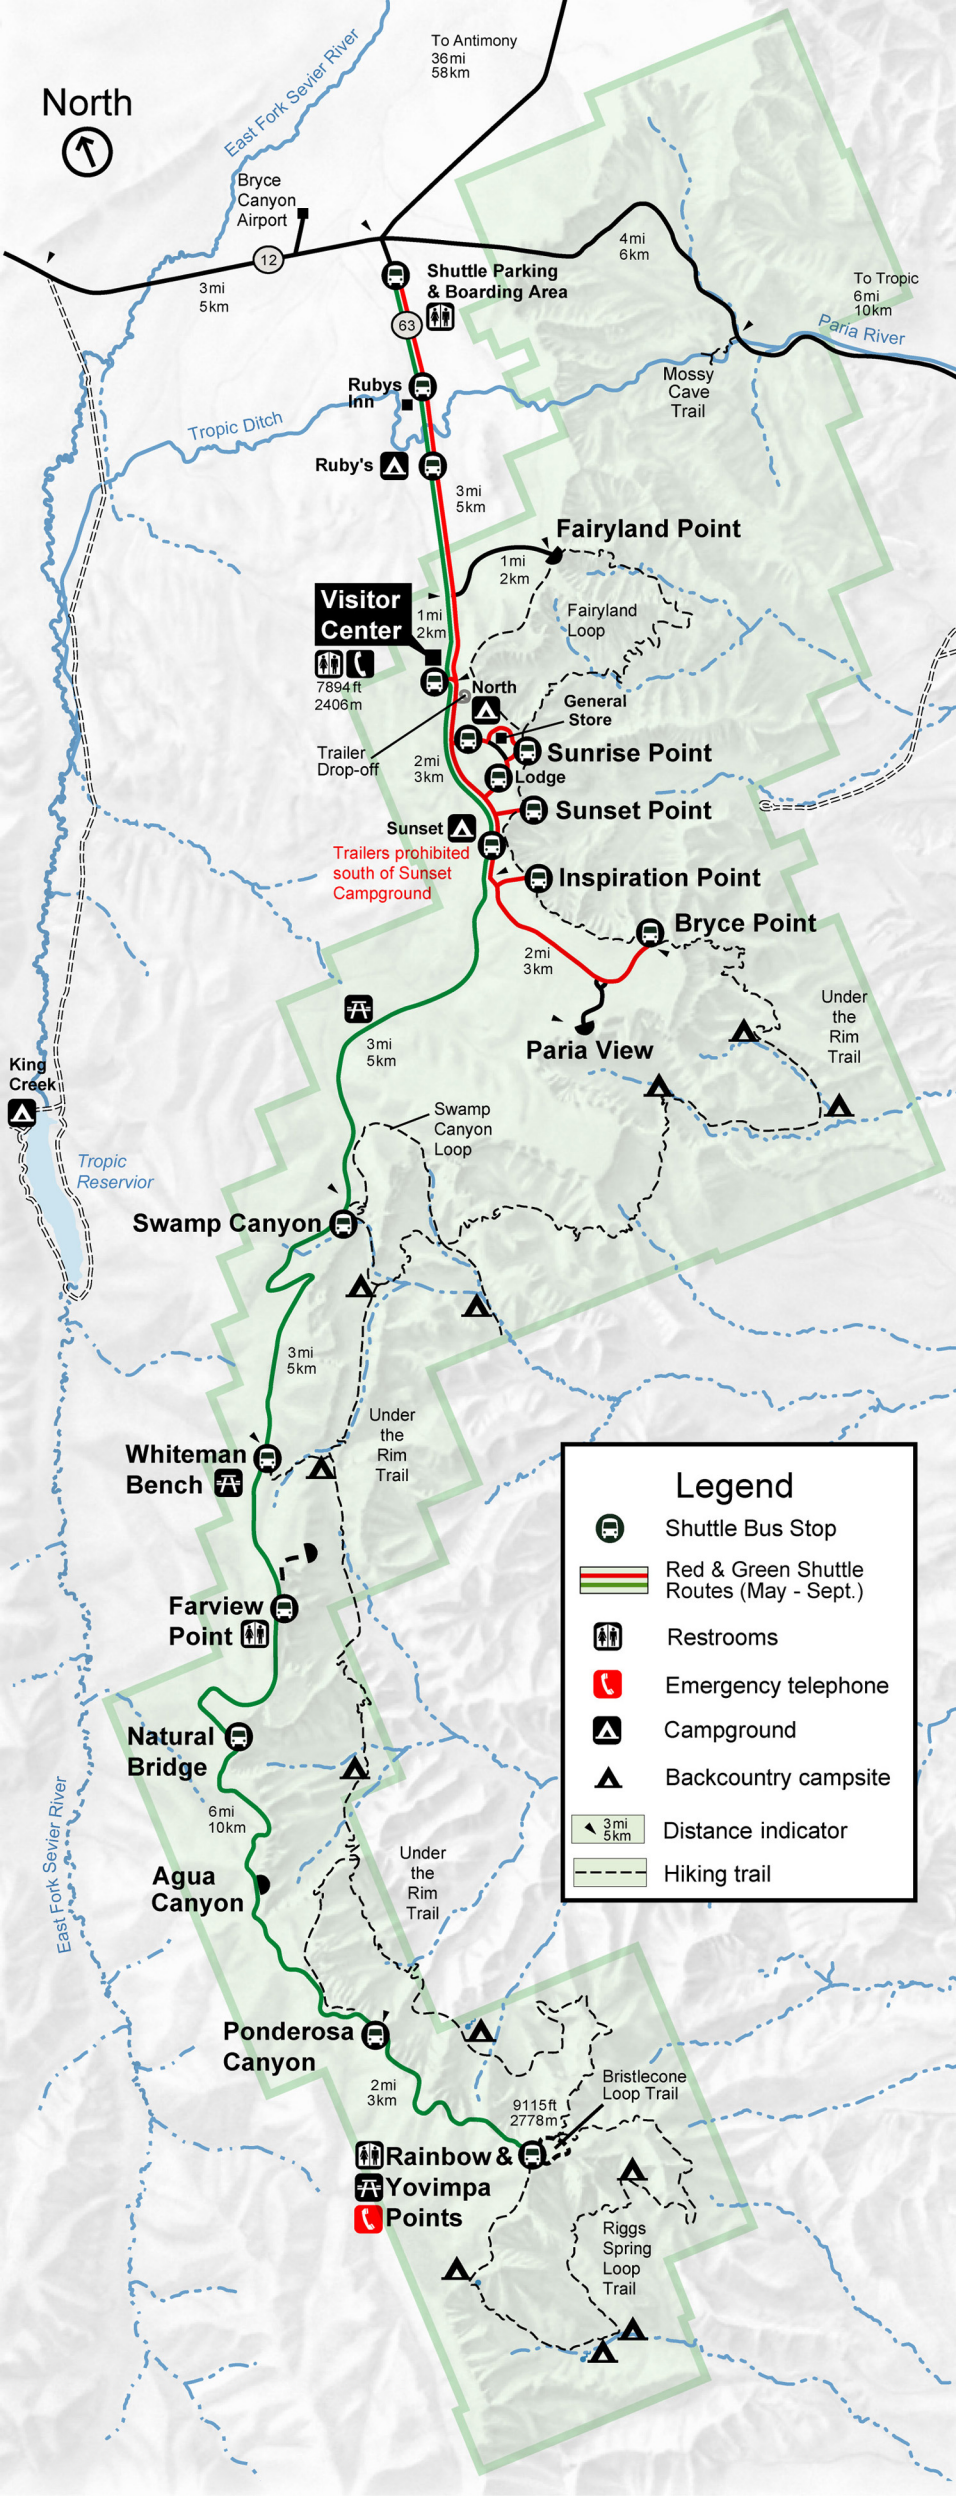 To Antimony
36mi
58km
North
East Fork Sevier River
Bryce
Canyon
Airport
12
3mi
5km
4mi
6km
To Tropic
6mi
10km
Paria River
Shuttle Parking
& Boarding Area
63
Rubys
Inn
Mossy
Cave
Trail
Tropic Ditch
Ruby's
3mi
5km
Fairyland Point
1mi
2km
Visitor
Center
1mi
2km
Fairyland
Loop
7894ft
2406m
North
General
Store
Trailer
Drop-off
2mi
3km
Sunrise Point
Lodge
Sunset Point
Sunset
Trailers prohibited
south of Sunset
Campground
Inspiration Point
Bryce Point
2mi
3km
Under
the
Rim
Trail
Paria View
3mi
5km
King
Creek
Swamp
Canyon
Loop
Tropic
Reservior
Swamp Canyon
3mi
5km
Under
the
Rim
Trail
Whiteman
Bench
Legend
Shuttle Bus Stop
Red & Green Shuttle
Routes (May - Sept.)
Restrooms
Emergency telephone
Campground
Backcountry campsite
3mi
5km
Distance indicator
Hiking trail
Farview
Point
Natural
Bridge
6mi
10km
East Fork Sevier River
Agua
Canyon
Under
the
Rim
Trail
Ponderosa
Canyon
2mi
3km
Bristlecone
Loop Trail
9115ft
2778m
Rainbow &
Yovimpa
Points
Riggs
Spring
Loop
Trail